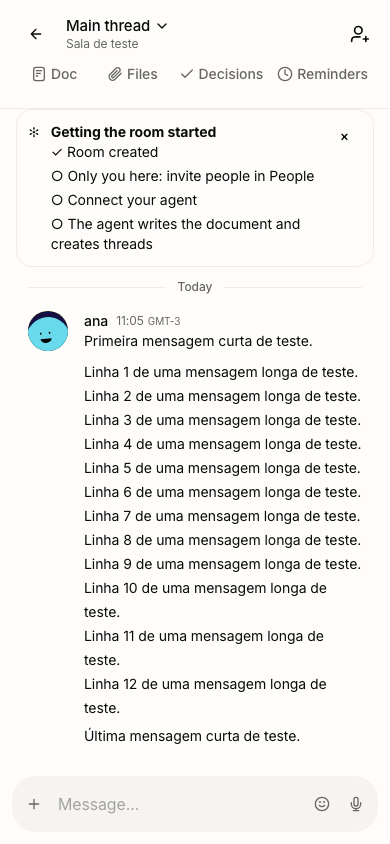 Main thread
Sala de teste
Doc
Files
Decisions
Reminders
Getting the room started
✓ Room created
○ Only you here: invite people in People
○ Connect your agent
○ The agent writes the document and
creates threads
Today
ana 11:05 GMT-3
Primeira mensagem curta de teste.
Linha 1 de uma mensagem longa de teste.
Linha 2 de uma mensagem longa de teste.
Linha 3 de uma mensagem longa de teste.
Linha 4 de uma mensagem longa de teste.
Linha 5 de uma mensagem longa de teste.
Linha 6 de uma mensagem longa de teste.
Linha 7 de uma mensagem longa de teste.
Linha 8 de uma mensagem longa de teste.
Linha 9 de uma mensagem longa de teste.
Linha 10 de uma mensagem longa de
teste.
Linha 11 de uma mensagem longa de
teste.
Linha 12 de uma mensagem longa de
teste.
Última mensagem curta de teste.
Message...